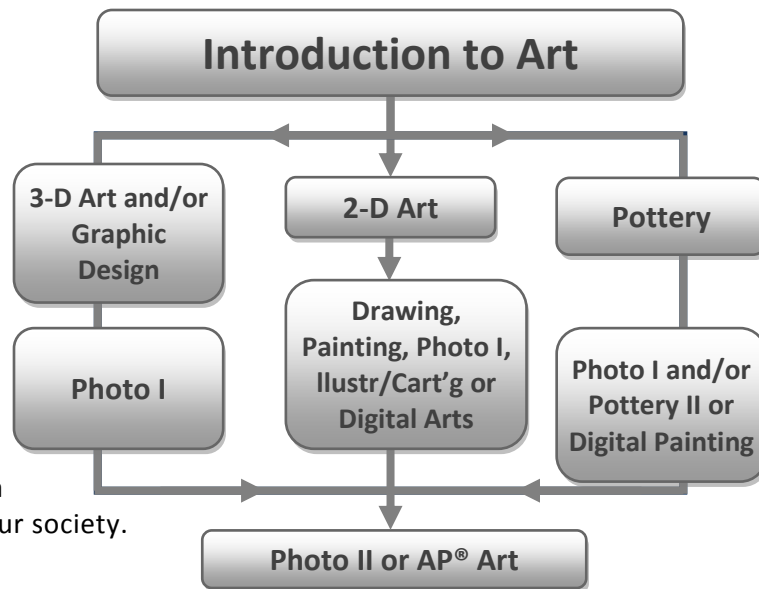 Introduction to Art
3-D Art and/or
Graphic
Design
2-D Art
Pottery
Photo I
Drawing,
Painting, Photo I,
llustr/Cart'g or
Digital Arts
Photo I and/or
Pottery II or
Digital Painting
ur society.
Photo II or AP® Art